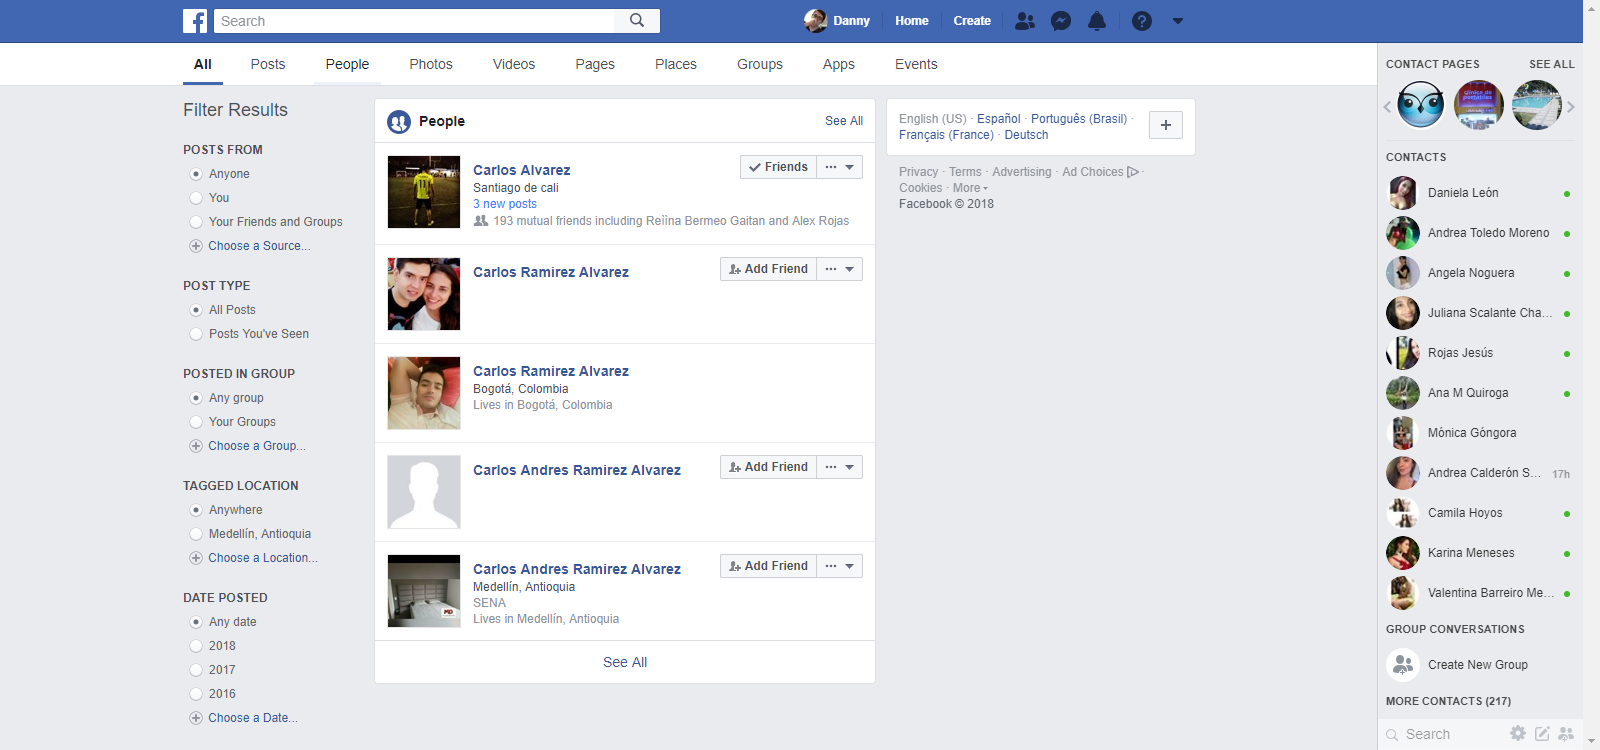 Search
Danny
Home
Create
All
Posts
People
Photos
Videos
Pages
Places
Groups
Apps
Events
Filter Results
POSTS FROM
Anyone
You
Your Friends and Groups
Choose a Source...
POST TYPE
All Posts
Posts You've Seen
POSTED IN GROUP
Any group
Your Groups
Choose a Group...
TAGGED LOCATION
Anywhere
Medellín, Antioquia
Choose a Location...
DATE POSTED
Any date
2018
2017
2016
Choose a Date...
People
See All
Carlos Alvarez
Friends
Santiago de cali
3 new posts
193 mutual friends including Reiìna Bermeo Gaitan and Alex Rojas
Carlos Ramirez Alvarez
Add Friend
Carlos Ramirez Alvarez
Bogotá, Colombia
Lives in Bogotá, Colombia
Carlos Andres Ramirez Alvarez
Add Friend
Carlos Andres Ramirez Alvarez
Add Friend
Medellín, Antioquia
SENA
Lives in Medellín, Antioquia
See All
English (US) · Español · Português (Brasil) ·
Français (France) · Deutsch
Privacy · Terms · Advertising · Ad Choices ·
Cookies · More
Facebook © 2018
CONTACT PAGES
SEE ALL
CONTACTS
Daniela León
Andrea Toledo Moreno
Angela Noguera
Juliana Scalante Cha...
Rojas Jesús
Ana M Quiroga
Mónica Góngora
Andrea Calderón S... 17h
Camila Hoyos
Karina Meneses
Valentina Barreiro Me...
GROUP CONVERSATIONS
Create New Group
MORE CONTACTS (217)
Search